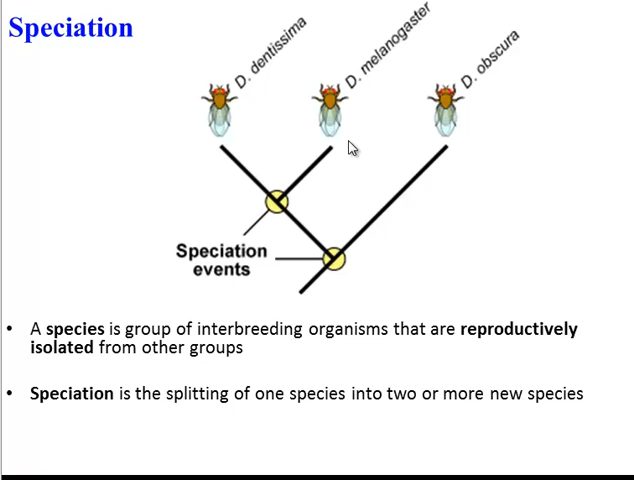 Speciation
D. dentissima
D. melanogaster
D. obscura
Speciation
events
• A species is group of interbreeding organisms that are reproductively
isolated from other groups
• Speciation is the splitting of one species into two or more new species